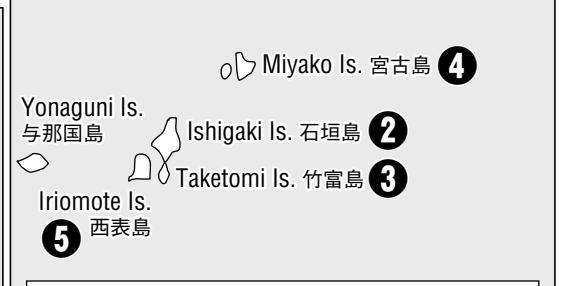 Miyako Is. 宮古島 4
Yonaguni Is.
与那国島
Ishigaki Is. 石垣島 2
Taketomi Is. 竹富島 3
Iriomote Is.
5 西表島